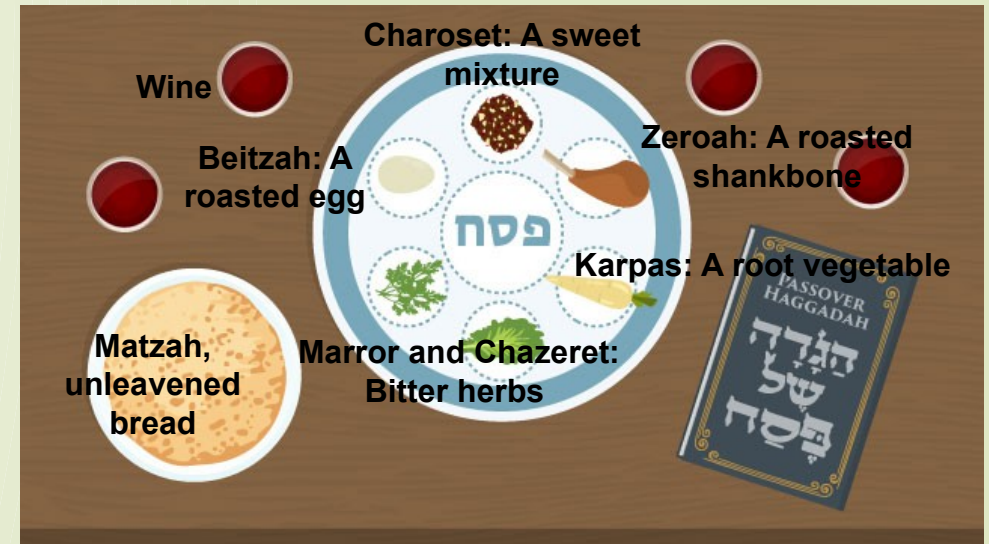 Charoset: A sweet
mixture
Wine
Zeroah: A roasted
shankbone
Beitzah: A
roasted egg
פסח
Karpas: A root vegetable
PASSOVER
HAGGADAH
הַגָּדָה
שֶׁל
פֶּסַח
Matzah,
unleavened
bread
Marror and Chazeret:
Bitter herbs